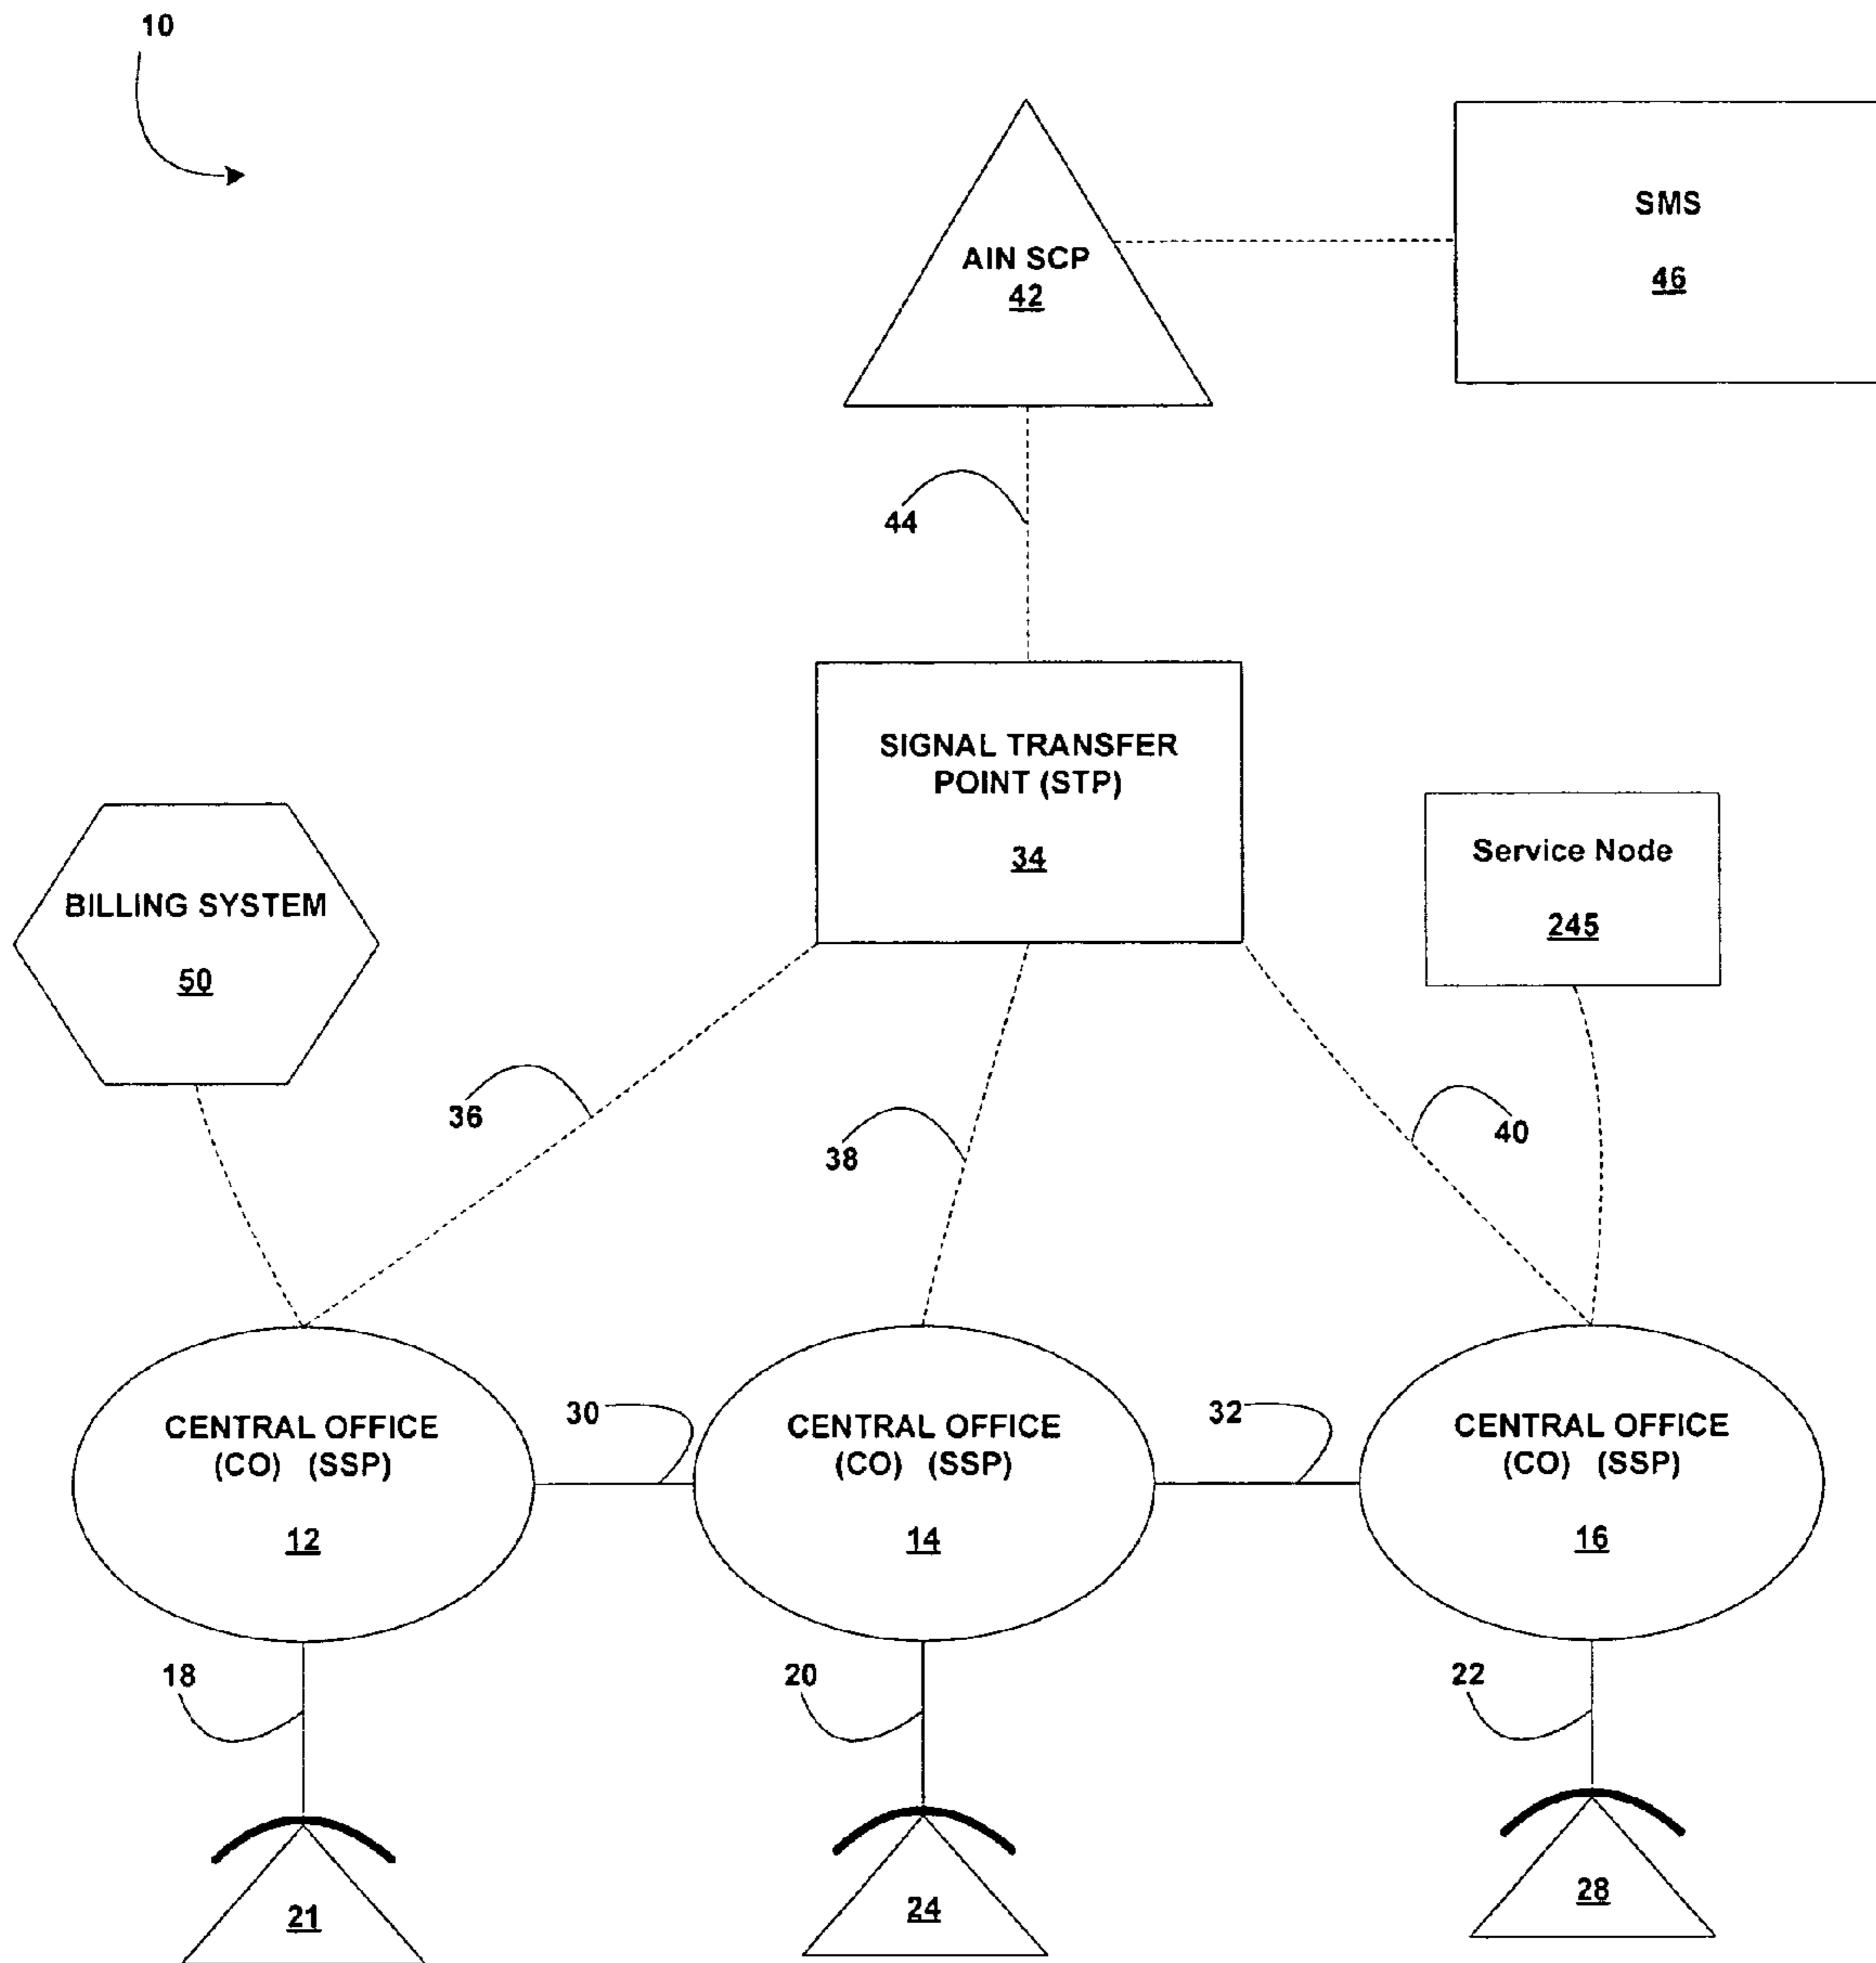 10
SMS
46
AIN SCP
42
44
SIGNAL TRANSFER
POINT (STP)
34
Service Node
245
BILLING SYSTEM
50
36
38
40
30
32
CENTRAL OFFICE
(CO) (SSP)
12
CENTRAL OFFICE
(CO) (SSP)
14
CENTRAL OFFICE
(CO) (SSP)
16
18
20
22
21
24
28